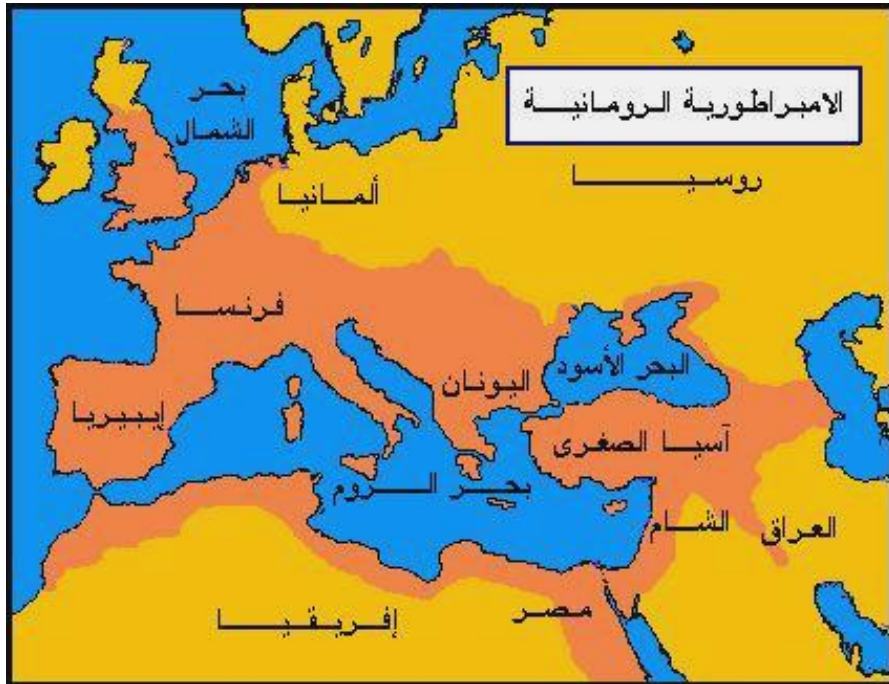 الامبراطورية الرومانية
بحر
الشمال
روسيا
ألمانيا
فرنسا
البحر الأسود
اليونان
إيبيريا
آسيا الصغرى
بحر الروم
الشام
العراق
مصر
إفريقيا